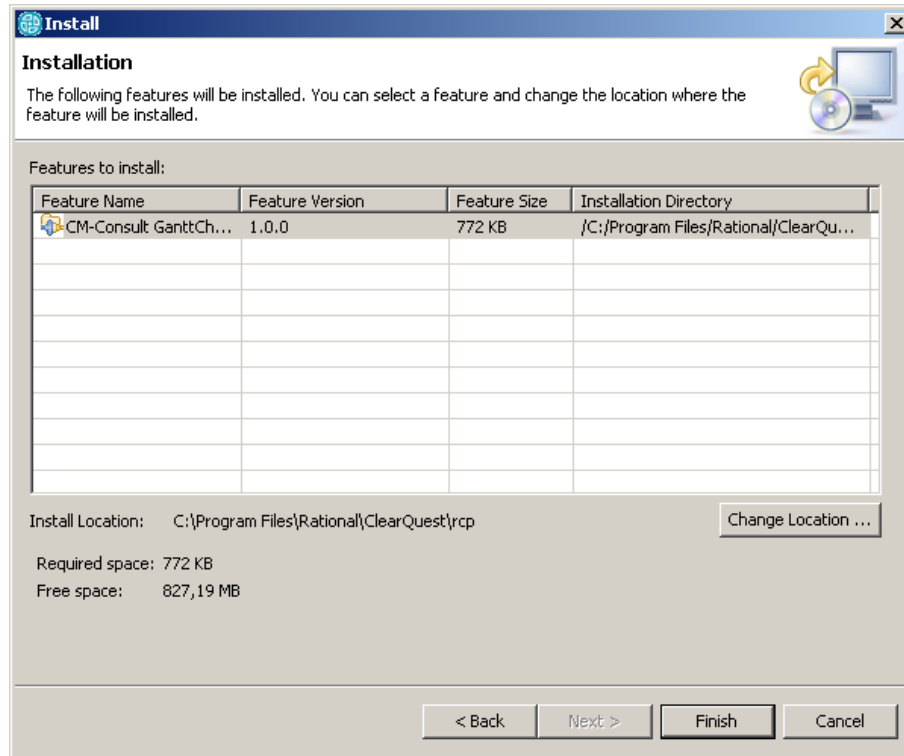 Install
Installation
The following features will be installed. You can select a feature and change the location where the
feature will be installed.
Features to install:
Feature Name Feature Version Feature Size Installation Directory
CM-Consult GanttCh... 1.0.0 772 KB /C:/Program Files/Rational/ClearQu...
Install Location: C:\Program Files\Rational\ClearQuest\rcp
Change Location ...
Required space: 772 KB
Free space: 827,19 MB
< Back Next > Finish Cancel